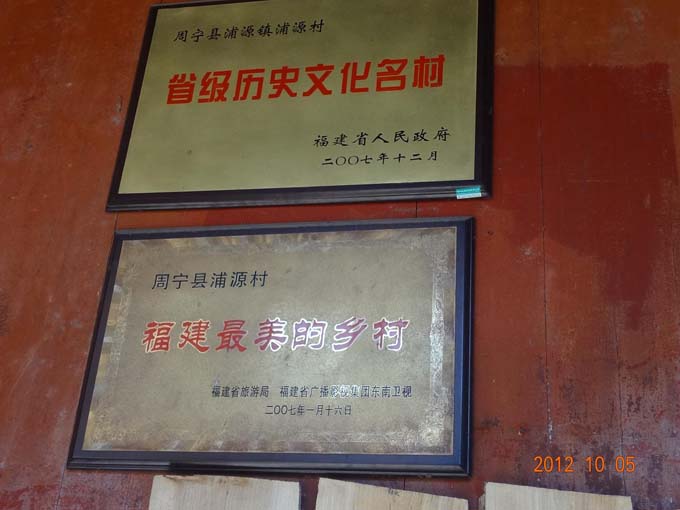 周宁县浦源镇浦源村
省级历史文化名村
福建省人民政府
二〇〇七年十二月
周宁县浦源村
福建最美的乡村
福建省旅游局 福建省广播影视集团东南卫视
二〇〇七年一月十六日
2012 10 05